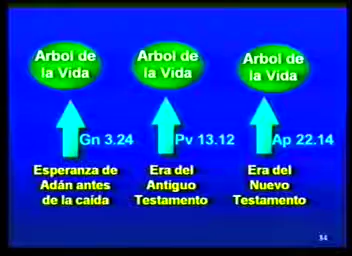 Arbol de
la Vida
Arbol de
la Vida
Arbol de
la Vida
Gn 3.24
Pv 13.12
Ap 22.14
Esperanza de
Adán antes
de la caída
Era del
Antiguo
Testamento
Era del
Nuevo
Testamento
34